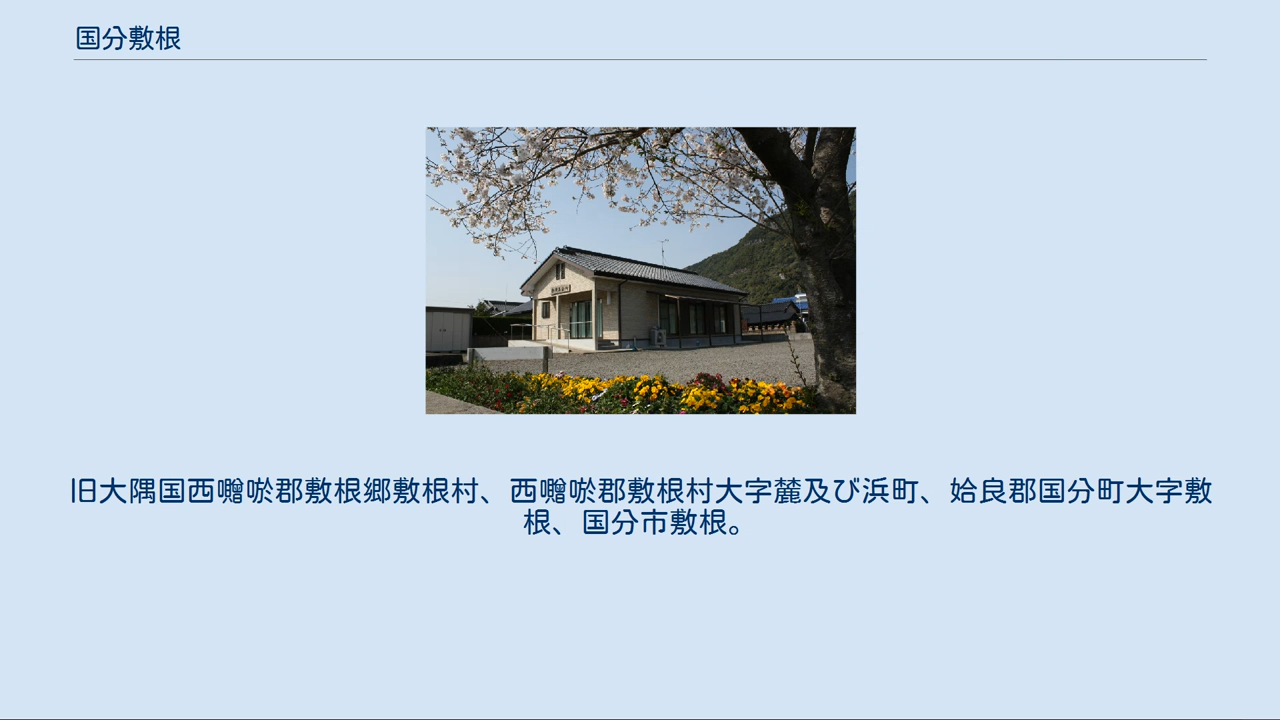 国分敷根
旧大隅国西囎唹郡敷根郷敷根村、西囎唹郡敷根村大字麓及び浜町、姶良郡国分町大字敷
根、国分市敷根。